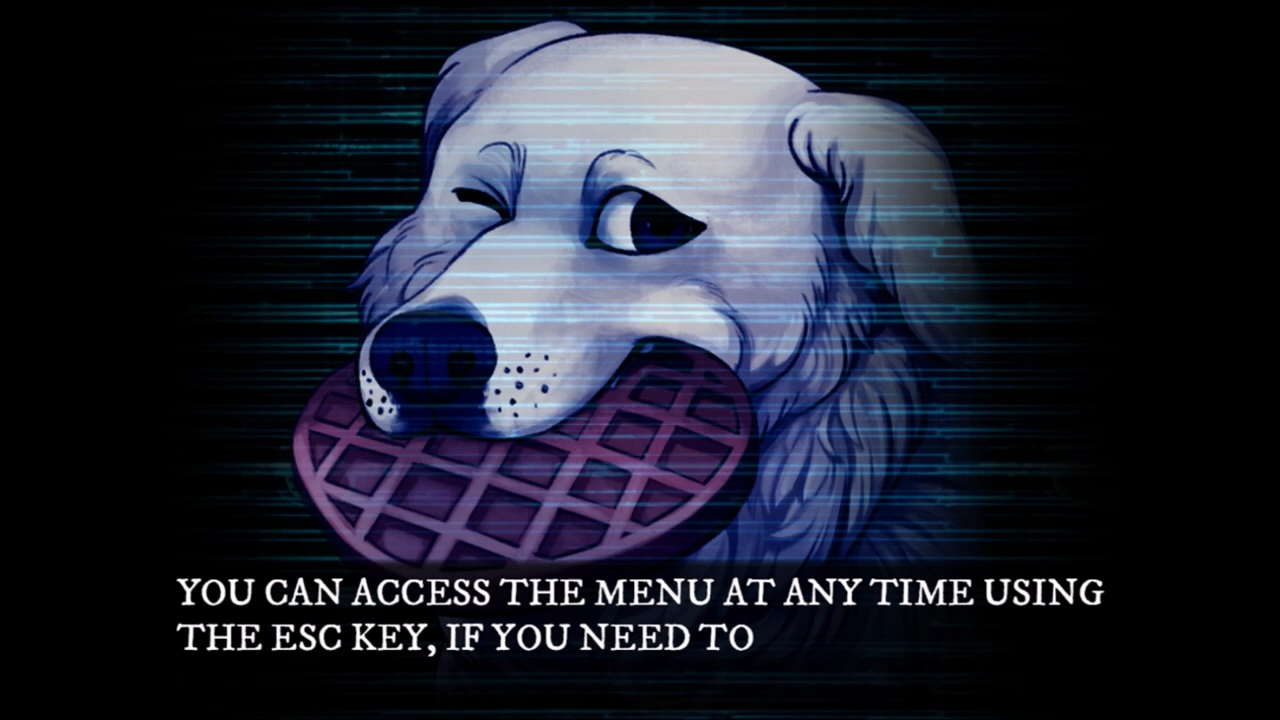 YOU CAN ACCESS THE MENU AT ANY TIME USING
THE ESC KEY, IF YOU NEED TO